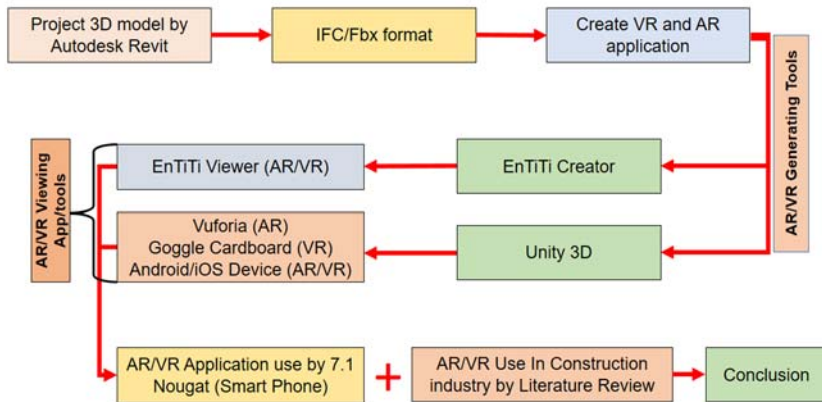 Project 3D model by
Autodesk Revit
IFC/Fbx format
Create VR and AR
application
AR/VR Generating Tools
AR/VR Viewing
App/tools
EnTiTi Viewer (AR/VR)
EnTiTi Creator
Vuforia (AR)
Goggle Cardboard (VR)
Android/iOS Device (AR/VR)
Unity 3D
AR/VR Application use by 7.1
Nougat (Smart Phone)
+
AR/VR Use In Construction
industry by Literature Review
Conclusion